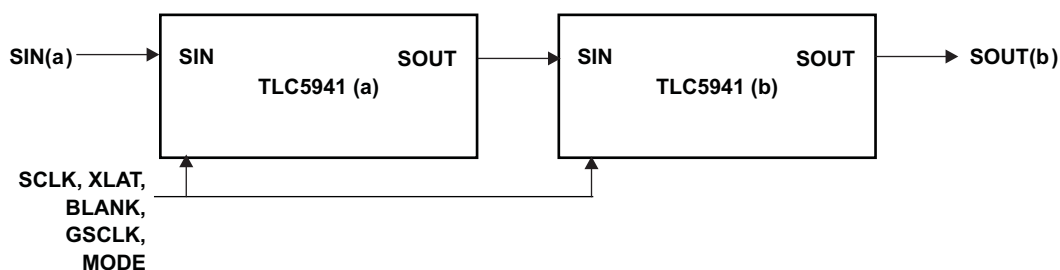 SIN(a)
SIN
SOUT
TLC5941 (a)
SIN
SOUT
TLC5941 (b)
SOUT(b)
SCLK, XLAT,
BLANK,
GSCLK,
MODE